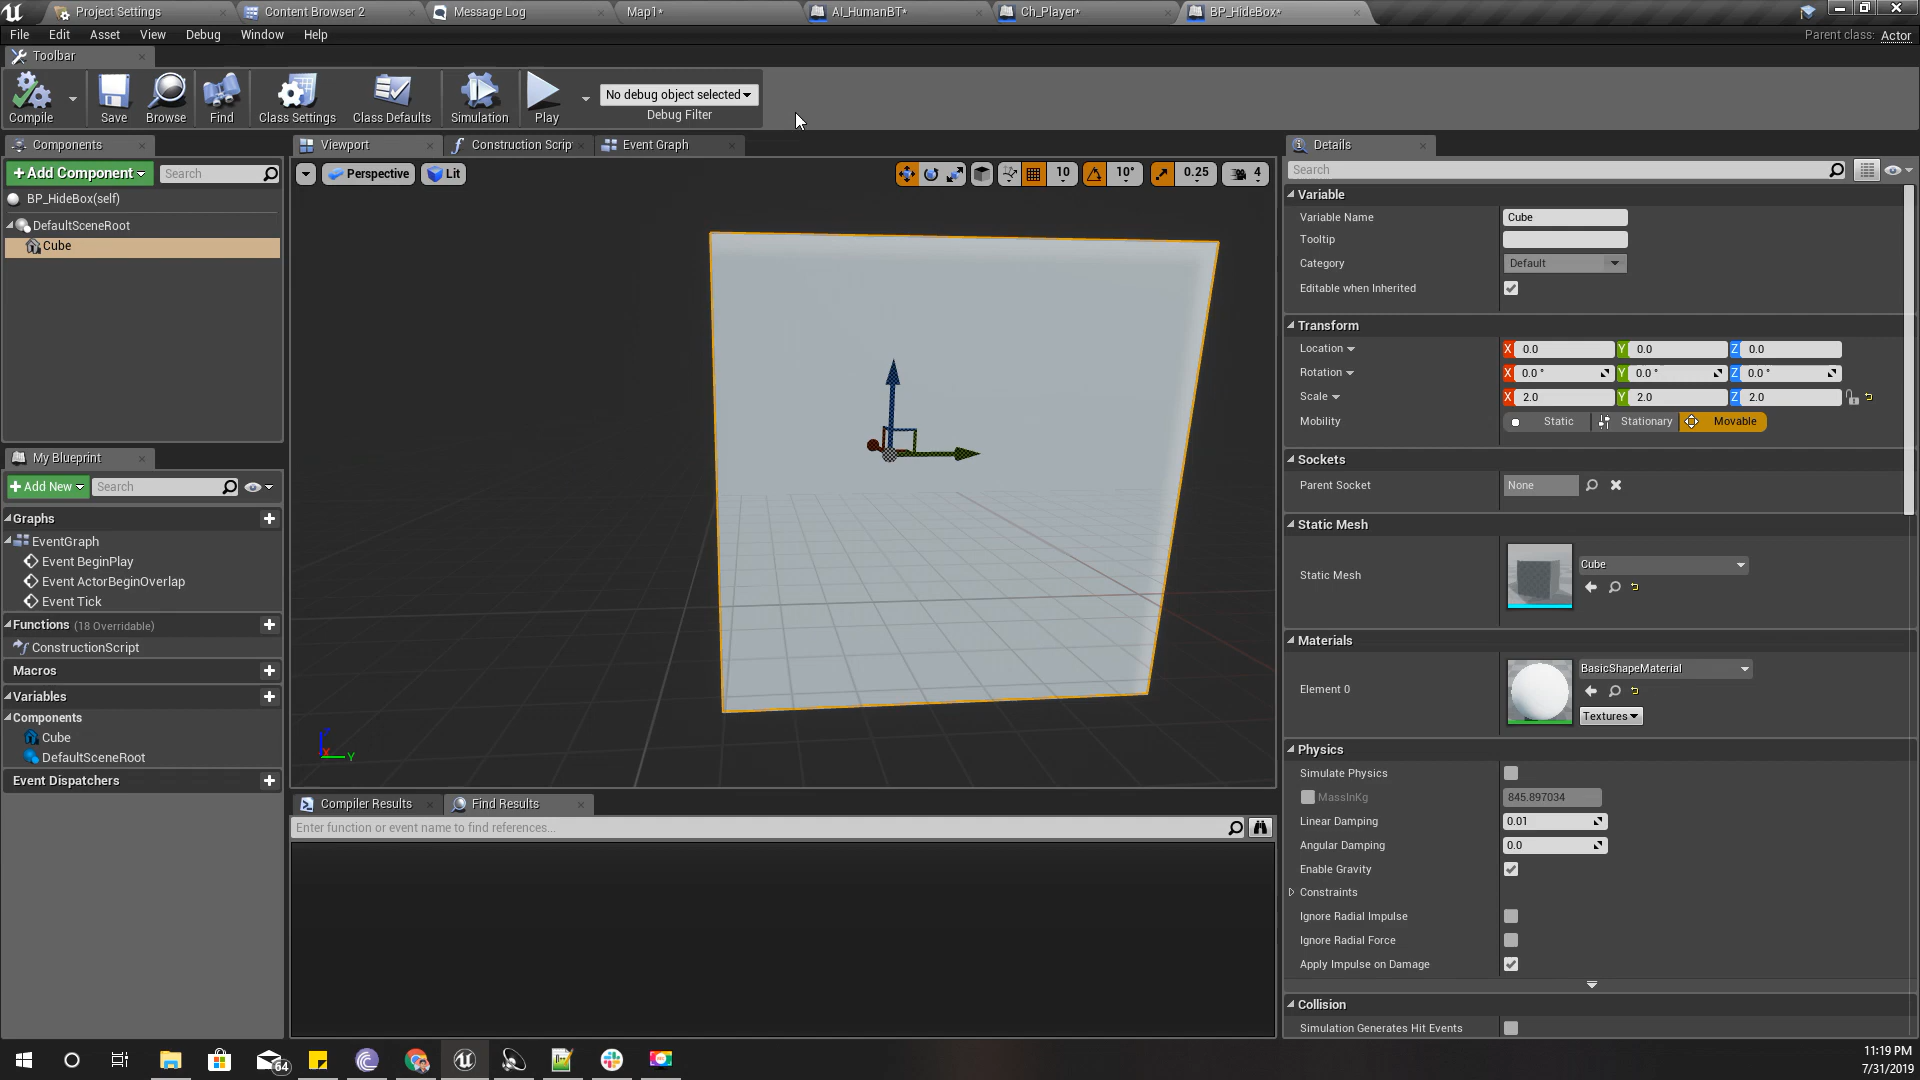 Project Settings
Content Browser 2
Message Log
Map1*
AI_HumanBT*
Ch_Player*
BP_HideBox*
File Edit Asset View Debug Window Help
Parent class: Actor
Toolbar
Compile
Save
Browse
Find
Class Settings
Class Defaults
Simulation
Play
No debug object selected
Debug Filter
Components
+ Add Component
Search
BP_HideBox(self)
DefaultSceneRoot
Cube
Viewport
Construction Scrip
Event Graph
Perspective
Lit
10
10°
0.25
4
X
Y
My Blueprint
+ Add New
Search
Graphs
EventGraph
Event BeginPlay
Event ActorBeginOverlap
Event Tick
Functions (18 Overridable)
ConstructionScript
Macros
Variables
Components
Cube
DefaultSceneRoot
Event Dispatchers
Compiler Results
Find Results
Enter function or event name to find references...
Details
Search
Variable
Variable Name Cube
Tooltip
Category Default
Editable when Inherited
Transform
Location X 0.0 Y 0.0 Z 0.0
Rotation X 0.0 ° Y 0.0 ° Z 0.0 °
Scale X 2.0 Y 2.0 Z 2.0
Mobility Static Stationary Movable
Sockets
Parent Socket None
Static Mesh
Static Mesh Cube
Materials
Element 0 BasicShapeMaterial
Textures
Physics
Simulate Physics
MassInKg 845.897034
Linear Damping 0.01
Angular Damping 0.0
Enable Gravity
Constraints
Ignore Radial Impulse
Ignore Radial Force
Apply Impulse on Damage
Collision
Simulation Generates Hit Events
64
11:19 PM
7/31/2019